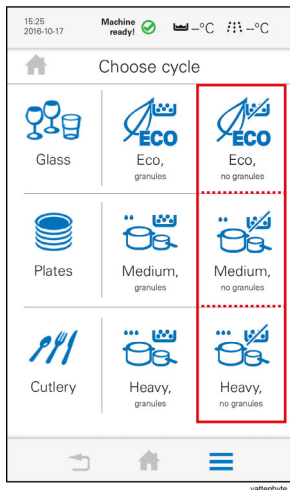 15:25
2016-10-17
Machine
ready!
--°C
--°C
Choose cycle
ECO
ECO
Glass
Eco,
granules
Eco,
no granules
Plates
Medium,
granules
Medium,
no granules
Cutlery
Heavy,
granules
Heavy,
no granules
vattenbyte